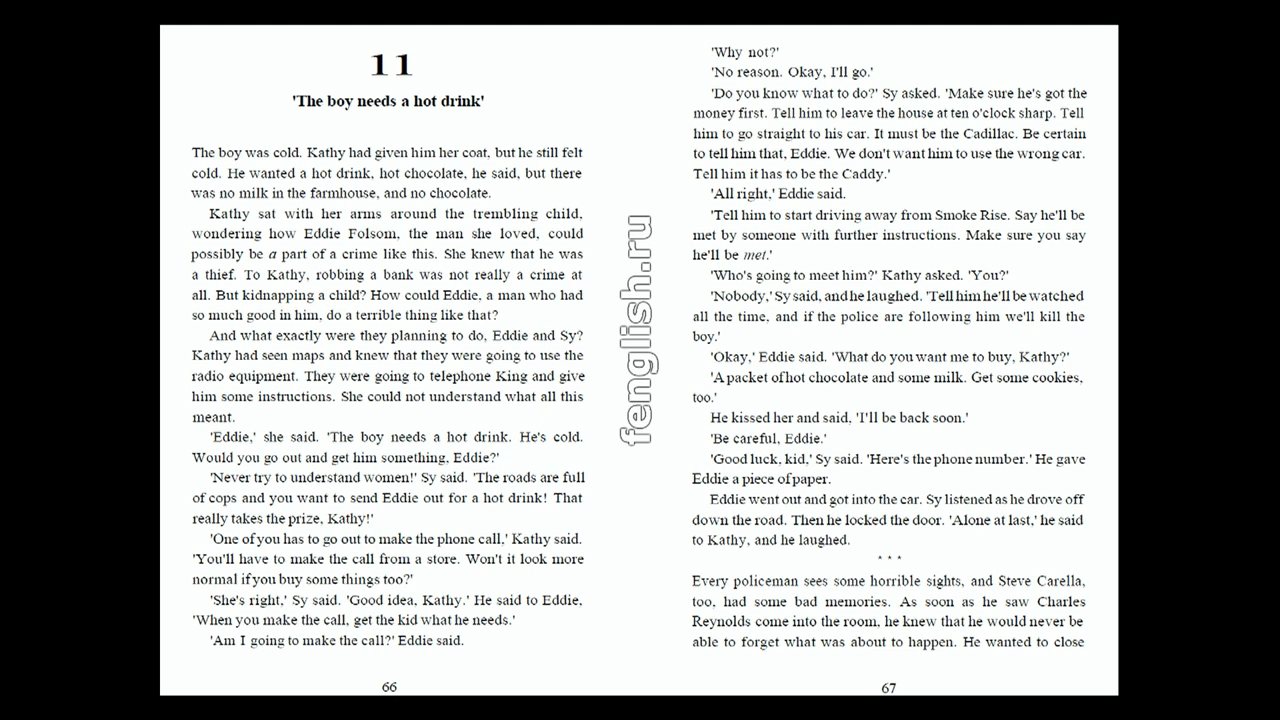 11
'The boy needs a hot drink'
The boy was cold. Kathy had given him her coat, but he still felt
cold. He wanted a hot drink, hot chocolate, he said, but there
was no milk in the farmhouse, and no chocolate.
Kathy sat with her arms around the trembling child,
wondering how Eddie Folsom, the man she loved, could
possibly be a part of a crime like this. She knew that he was
a thief. To Kathy, robbing a bank was not really a crime at
all. But kidnapping a child? How could Eddie, a man who had
so much good in him, do a terrible thing like that?
And what exactly were they planning to do, Eddie and Sy?
Kathy had seen maps and knew that they were going to use the
radio equipment. They were going to telephone King and give
him some instructions. She could not understand what all this
meant.
'Eddie,' she said. 'The boy needs a hot drink. He's cold.
Would you go out and get him something, Eddie?'
'Never try to understand women!' Sy said. 'The roads are full
of cops and you want to send Eddie out for a hot drink! That
really takes the prize, Kathy!'
'One of you has to go out to make the phone call,' Kathy said.
'You'll have to make the call from a store. Won't it look more
normal if you buy some things too?'
'She's right,' Sy said. 'Good idea, Kathy.' He said to Eddie,
'When you make the call, get the kid what he needs.'
'Am I going to make the call?' Eddie said.
66
fenglish.ru
'Why not?'
'No reason. Okay, I'll go.'
'Do you know what to do?' Sy asked. 'Make sure he's got the
money first. Tell him to leave the house at ten o'clock sharp. Tell
him to go straight to his car. It must be the Cadillac. Be certain
to tell him that, Eddie. We don't want him to use the wrong car.
Tell him it has to be the Caddy.'
'All right,' Eddie said.
'Tell him to start driving away from Smoke Rise. Say he'll be
met by someone with further instructions. Make sure you say
he'll be met.'
'Who's going to meet him?' Kathy asked. 'You?'
'Nobody,' Sy said, and he laughed. 'Tell him he'll be watched
all the time, and if the police are following him we'll kill the
boy.'
'Okay,' Eddie said. 'What do you want me to buy, Kathy?'
'A packet of hot chocolate and some milk. Get some cookies,
too.'
He kissed her and said, 'I'll be back soon.'
'Be careful, Eddie.'
'Good luck, kid,' Sy said. 'Here's the phone number.' He gave
Eddie a piece of paper.
Eddie went out and got into the car. Sy listened as he drove off
down the road. Then he locked the door. 'Alone at last,' he said
to Kathy, and he laughed.
* * *
Every policeman sees some horrible sights, and Steve Carella,
too, had some bad memories. As soon as he saw Charles
Reynolds come into the room, he knew that he would never be
able to forget what was about to happen. He wanted to close
67